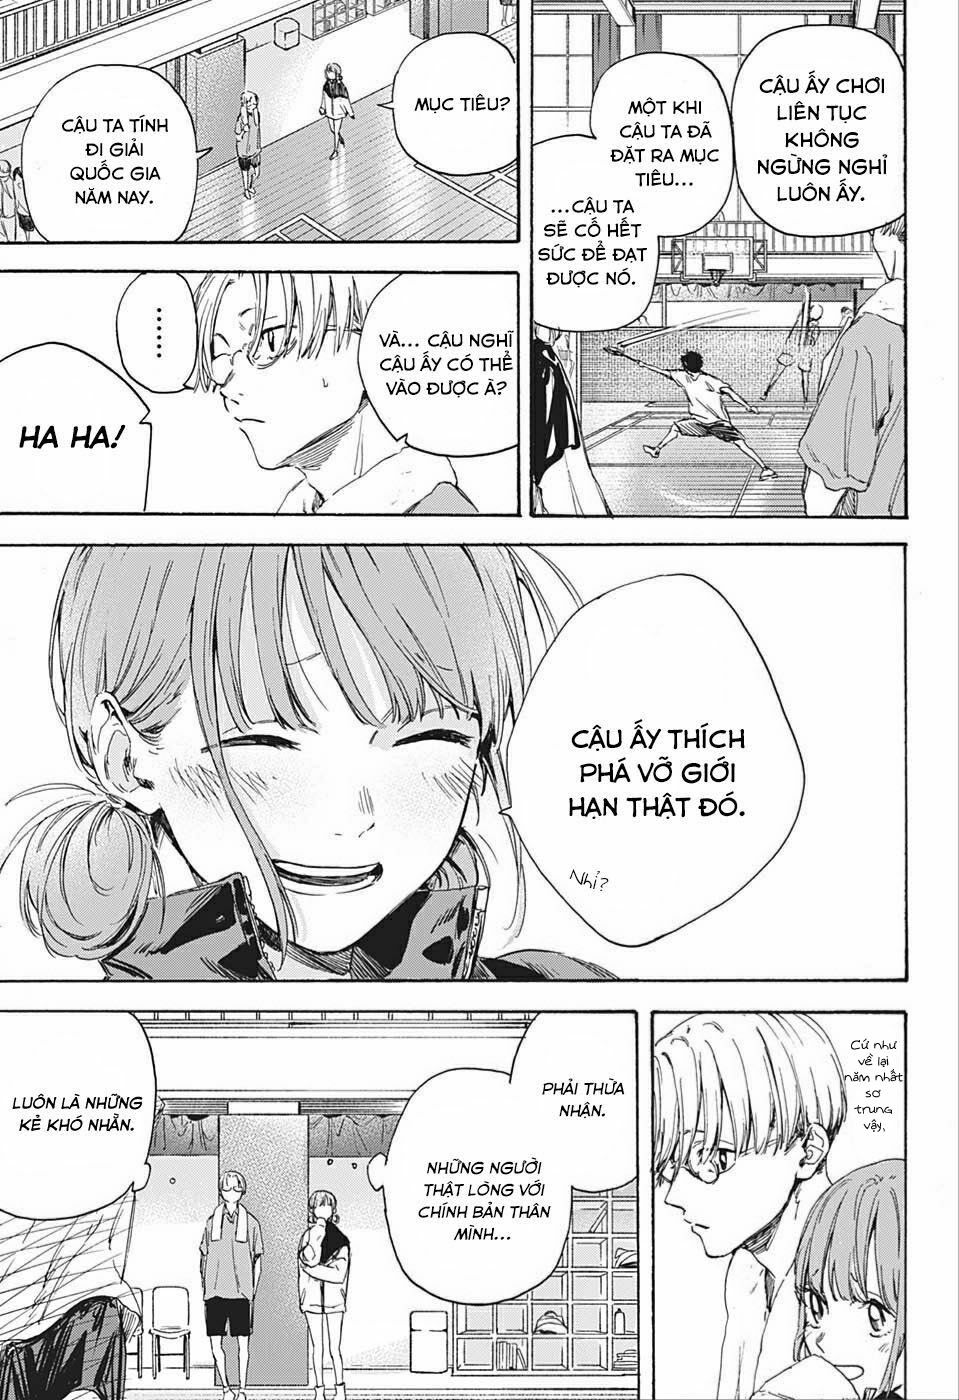 CẬU ẤY CHƠI
LIÊN TỤC
KHÔNG
NGỪNG NGHỈ
LUÔN ẤY.
MỘT KHI
CẬU TA ĐÃ
ĐẶT RA MỤC
TIÊU...
...CẬU TA
SẼ CỐ HẾT
SỨC ĐỂ ĐẠT
ĐƯỢC NÓ.
MỤC TIÊU?
CẬU TA TÍNH
ĐI GIẢI
QUỐC GIA
NĂM NAY.
VÀ... CẬU NGHĨ
CẬU ẤY CÓ THỂ
VÀO ĐƯỢC À?
......
HA HA!
CẬU ẤY THÍCH
PHÁ VỠ GIỚI
HẠN THẬT ĐÓ.
Nhỉ?
Cứ như
về lại
năm nhất
sơ
trung
vậy.
PHẢI THỪA
NHẬN.
NHỮNG NGƯỜI
THẬT LÒNG VỚI
CHÍNH BẢN THÂN
MÌNH...
LUÔN LÀ NHỮNG
KẺ KHÓ NHẰN.